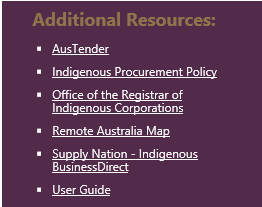 Additional Resources:
AusTender
Indigenous Procurement Policy
Office of the Registrar of
Indigenous Corporations
Remote Australia Map
Supply Nation - Indigenous
BusinessDirect
User Guide